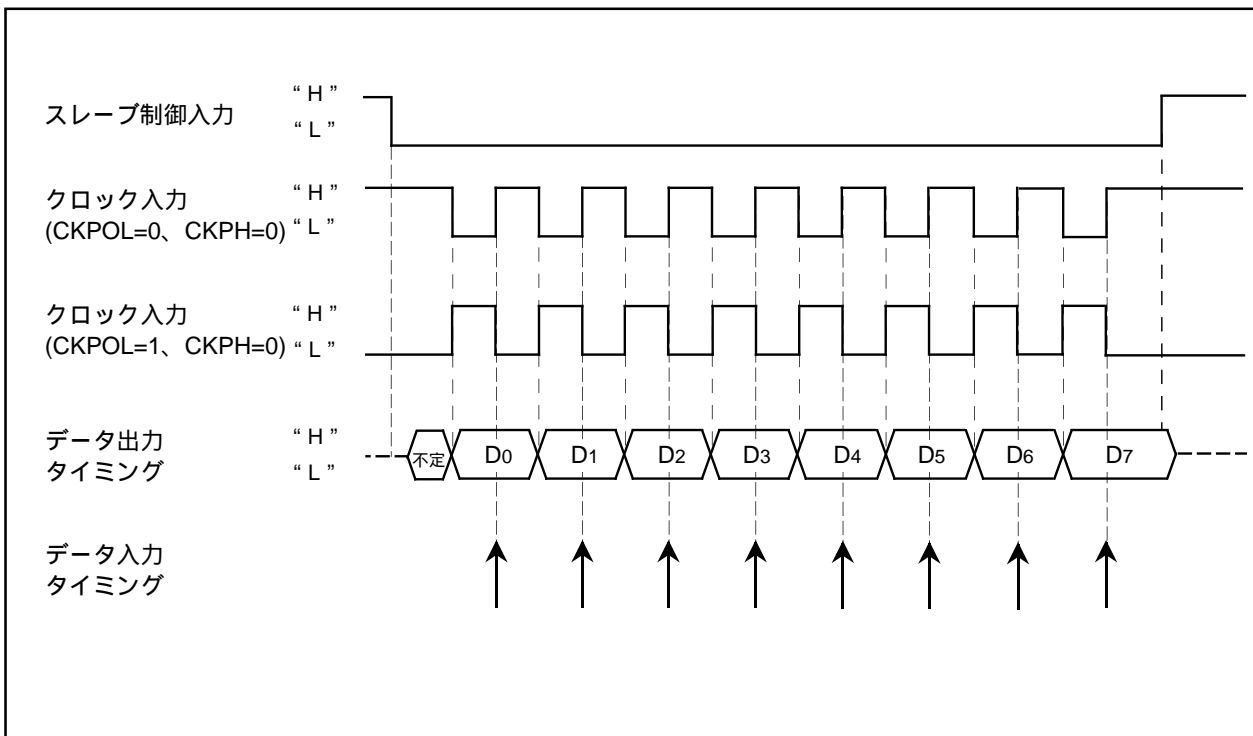 スレーブ制御入力
“ H ”
“ L ”
クロック入力
(CKPOL=0、CKPH=0)
“ H ”
“ L ”
クロック入力
(CKPOL=1、CKPH=0)
“ H ”
“ L ”
データ出力
タイミング
“ H ”
“ L ”
不定 D0 D1 D2 D3 D4 D5 D6 D7
データ入力
タイミング